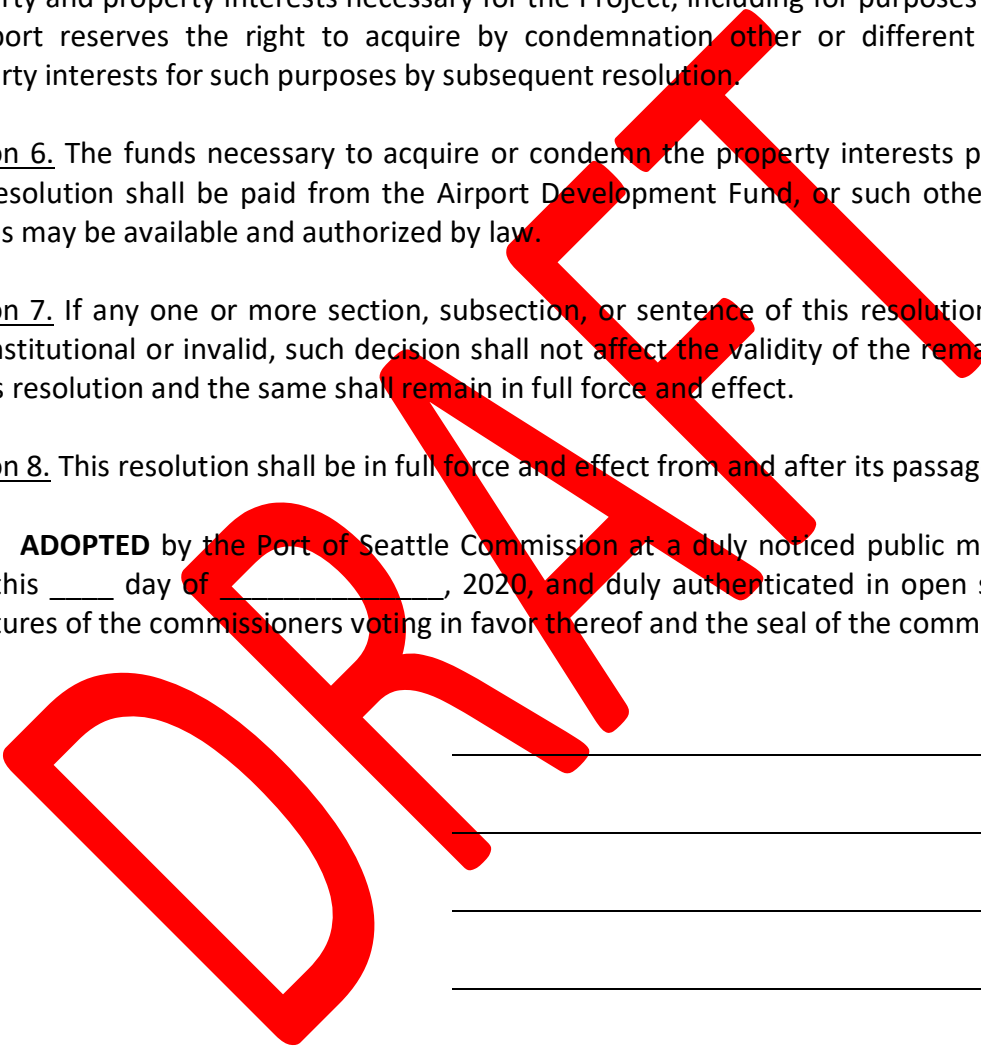 rty and property interests necessary for the Project, including for purposes
port reserves the right to acquire by condemnation other or different
rty interests for such purposes by subsequent resolution.
on 6. The funds necessary to acquire or condemn the property interests p
resolution shall be paid from the Airport Development Fund, or such othe
s may be available and authorized by law.
on 7. If any one or more section, subsection, or sentence of this resolution
nstitutional or invalid, such decision shall not affect the validity of the rema
s resolution and the same shall remain in full force and effect.
on 8. This resolution shall be in full force and effect from and after its passag
ADOPTED by the Port of Seattle Commission at a duly noticed public m
this ____ day of ______________, 2020, and duly authenticated in open s
tures of the commissioners voting in favor thereof and the seal of the comm
DRAFT